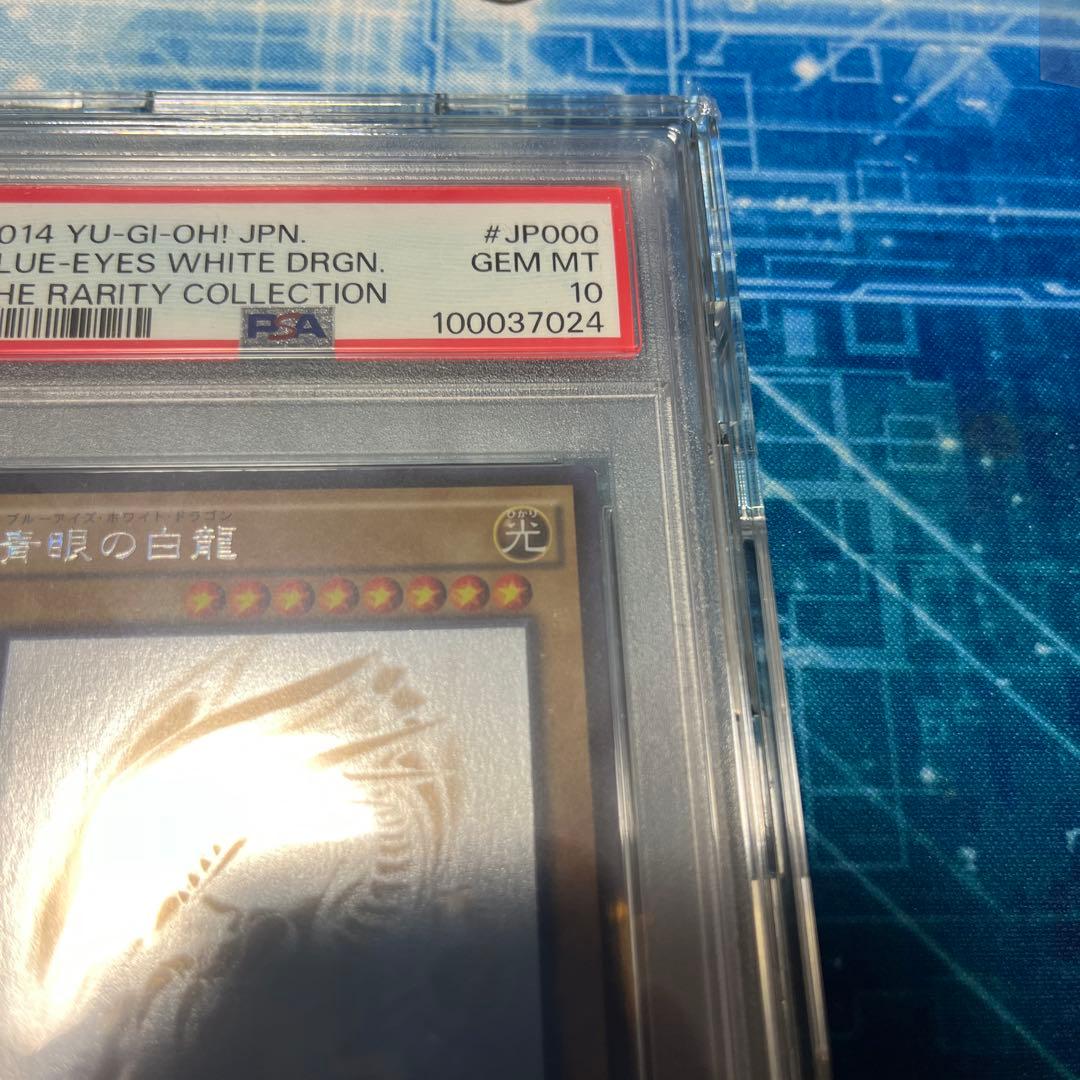 014 YU-GI-OH! JPN. #JP000
LUE-EYES WHITE DRGN. GEM MT
HE RARITY COLLECTION 10
PSA 100037024
ブルーアイズ・ホワイト・ドラゴン
青眼の白龍
ひかり
光